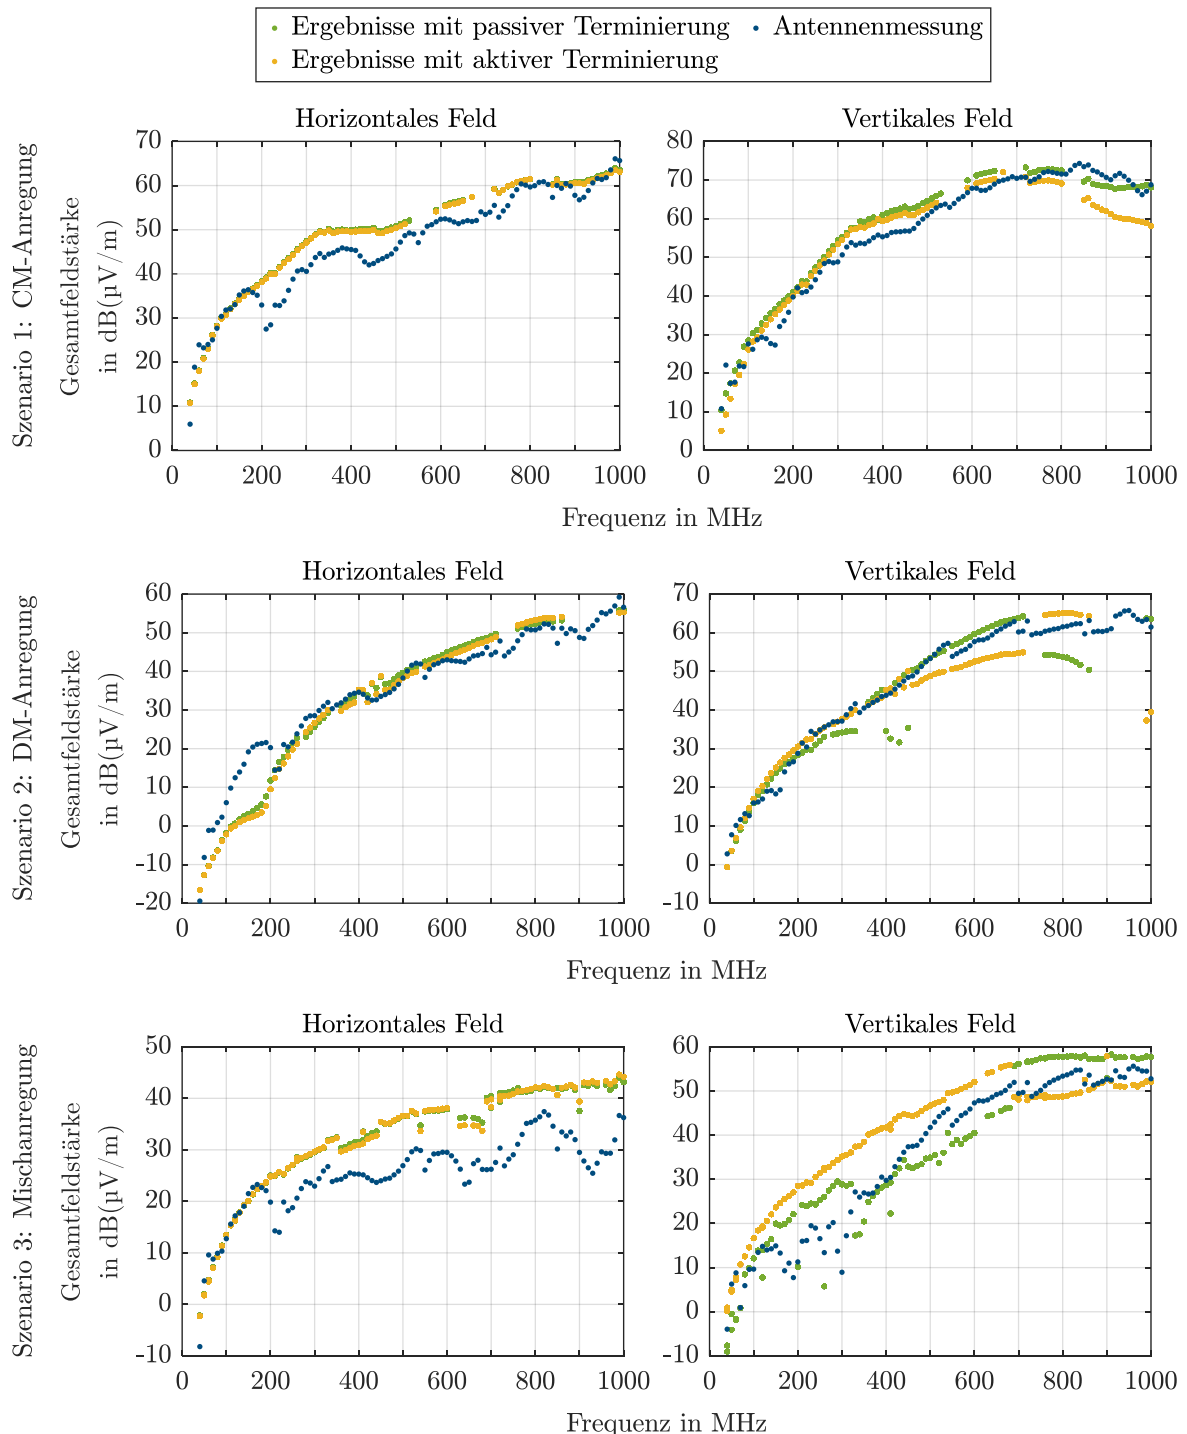 Ergebnisse mit passiver Terminierung
Antennenmessung
Ergebnisse mit aktiver Terminierung
Szenario 1: CM-Anregung
Gesamtfeldstärke
in dB(µV/m)
Horizontales Feld
70
60
50
40
30
20
10
0
0 200 400 600 800 1000
Vertikales Feld
80
70
60
50
40
30
20
10
0
0 200 400 600 800 1000
Frequenz in MHz
Szenario 2: DM-Anregung
Gesamtfeldstärke
in dB(µV/m)
Horizontales Feld
60
50
40
30
20
10
0
-10
-20
0 200 400 600 800 1000
Vertikales Feld
70
60
50
40
30
20
10
0
-10
0 200 400 600 800 1000
Frequenz in MHz
Szenario 3: Mischanregung
Gesamtfeldstärke
in dB(µV/m)
Horizontales Feld
50
40
30
20
10
0
-10
0 200 400 600 800 1000
Vertikales Feld
60
50
40
30
20
10
0
-10
0 200 400 600 800 1000
Frequenz in MHz